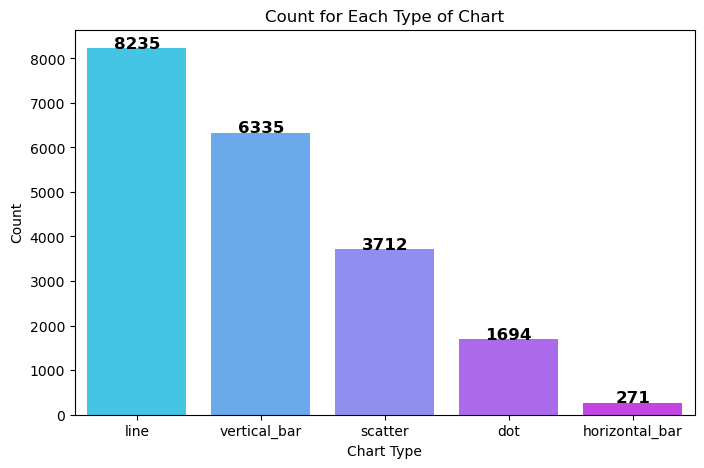 Count for Each Type of Chart
8235
6335
3712
1694
271
8000
7000
6000
5000
4000
3000
2000
1000
0
Count
line
vertical_bar
scatter
dot
horizontal_bar
Chart Type